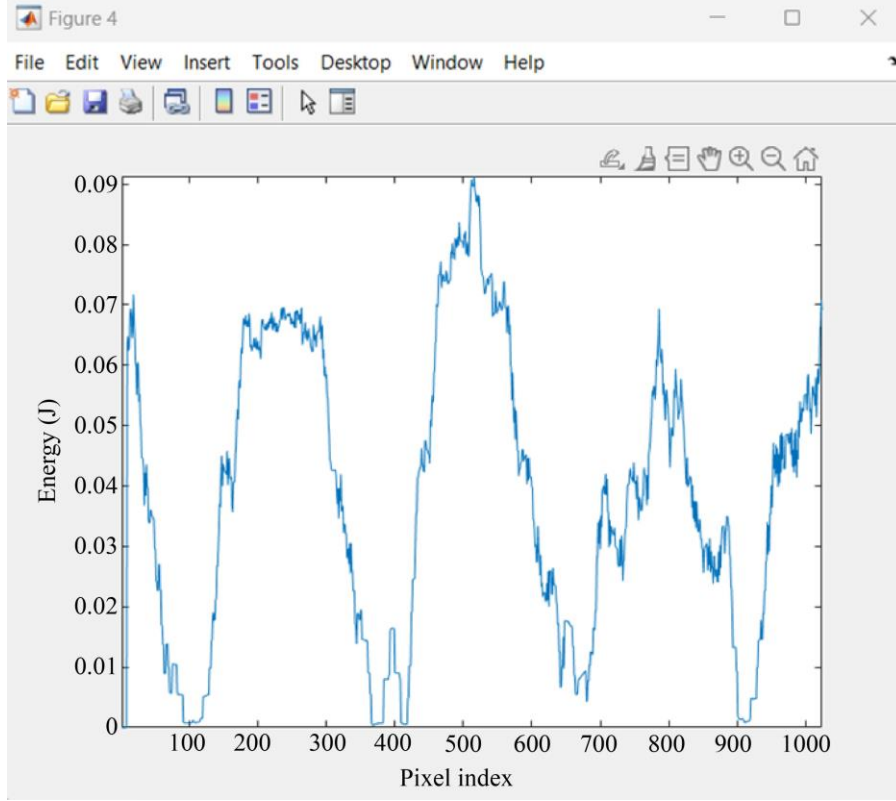 Figure 4
File Edit View Insert Tools Desktop Window Help
0.09
0.08
0.07
0.06
0.05
0.04
0.03
0.02
0.01
0
Energy (J)
100 200 300 400 500 600 700 800 900 1000
Pixel index